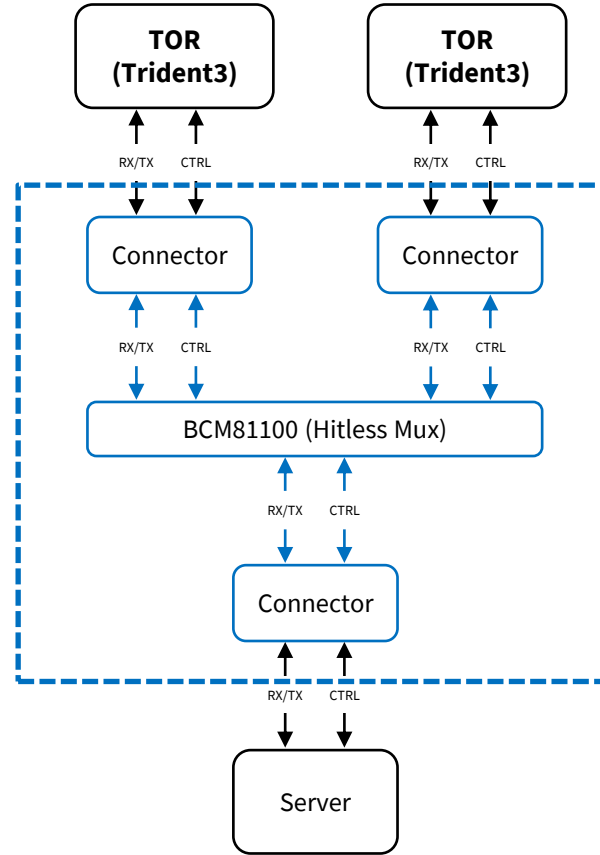 TOR
(Trident3)
TOR
(Trident3)
RX/TX
CTRL
RX/TX
CTRL
Connector
Connector
RX/TX
CTRL
RX/TX
CTRL
BCM81100 (Hitless Mux)
RX/TX
CTRL
Connector
RX/TX
CTRL
Server